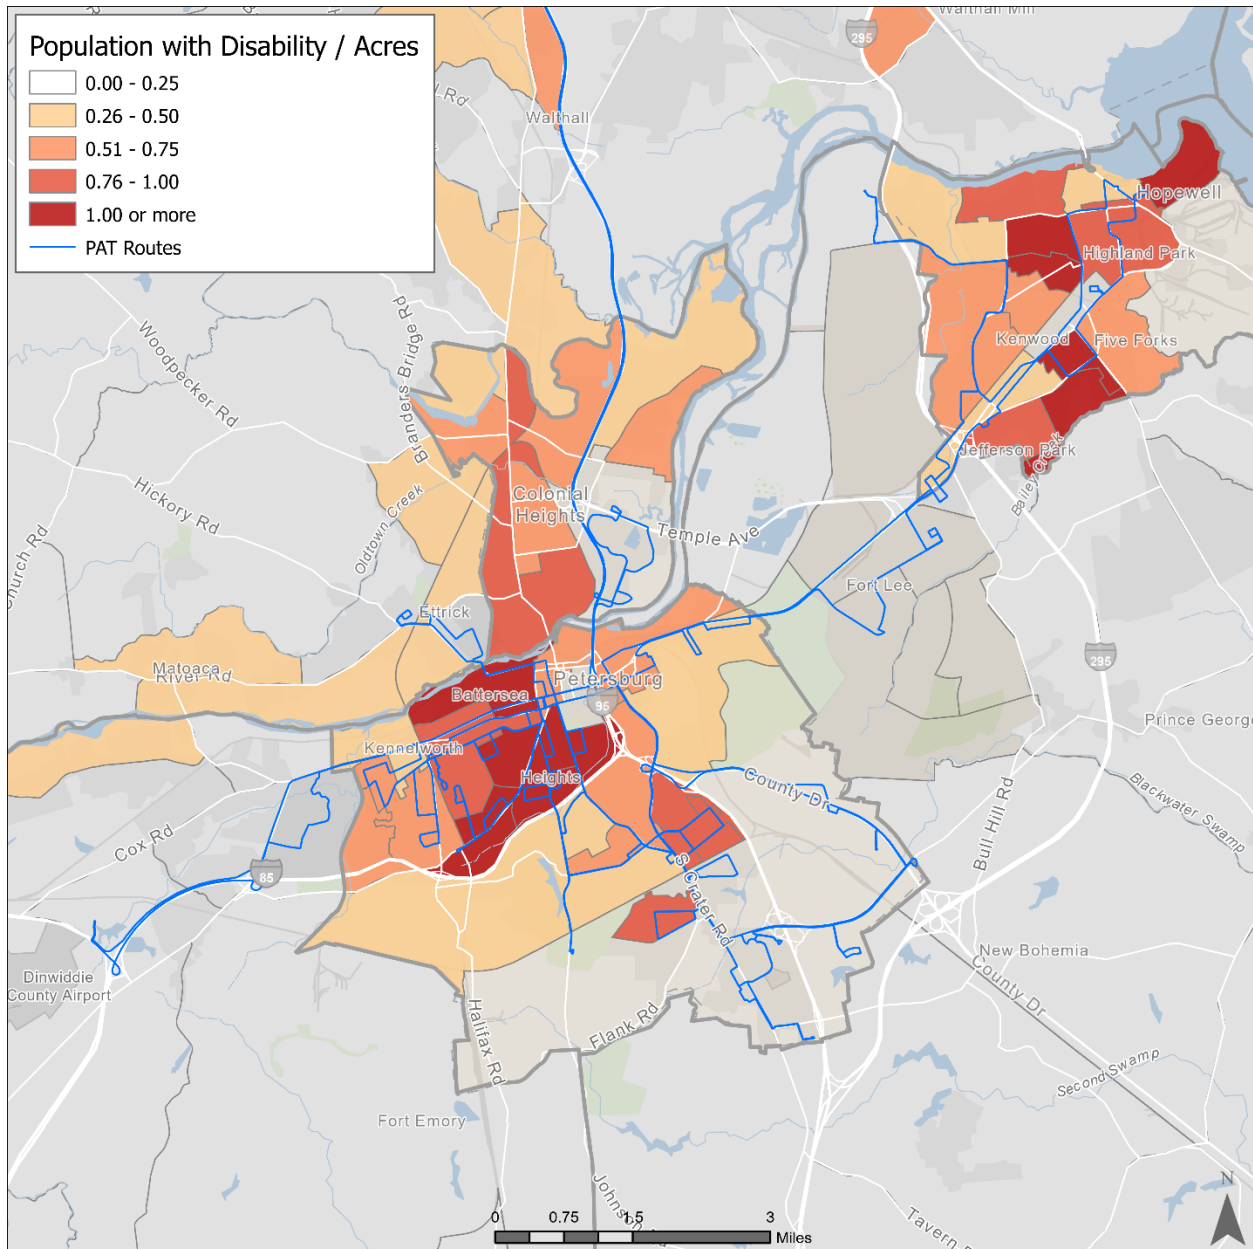 Population with Disability / Acres
0.00 - 0.25
0.26 - 0.50
0.51 - 0.75
0.76 - 1.00
1.00 or more
PAT Routes
Walthall Mill
295
Rd
Walthall
Hopewell
Highland Park
Kenwood
Five Forks
Branders Bridge Rd
Woodpecker Rd
Jefferson Park
Bailey Creek
Colonial
Heights
Hickory Rd
Oldtown Creek
Temple Ave
Church Rd
Fort Lee
Ettrick
295
Matoaca
River Rd
Petersburg
Battersea
95
Prince George
Kennelworth
Heights
County Dr
Bull Hill Rd
Blackwater Swamp
Cox Rd
85
S Crater Rd
New Bohemia
Dinwiddie
County Airport
County Dr
Halifax Rd
Flank Rd
Second Swamp
Fort Emory
Johnson
Tavern
N
0 0.75 1.5 3
Miles